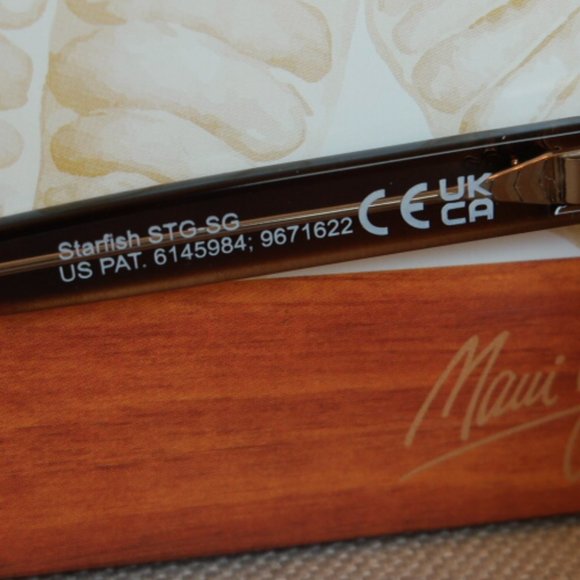 Starfish STG-SG
US PAT. 6145984; 9671622
CE
UK
CA
Maui